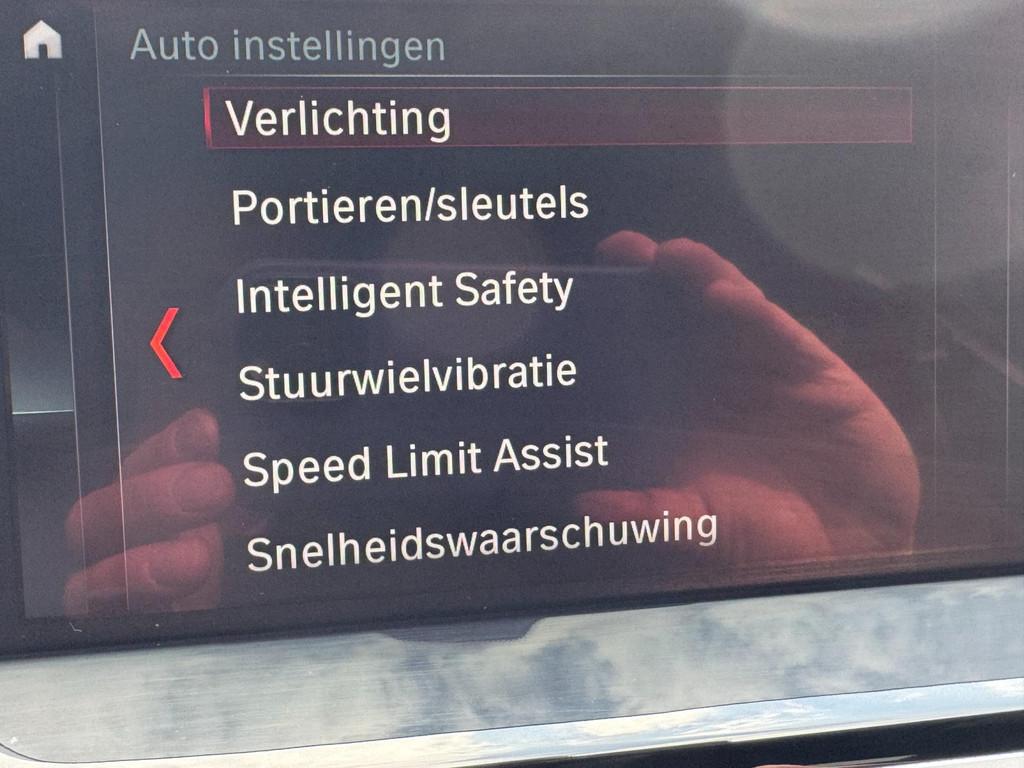 Auto instellingen
Verlichting
Portieren/sleutels
Intelligent Safety
Stuurwielvibratie
Speed Limit Assist
Snelheidswaarschuwing